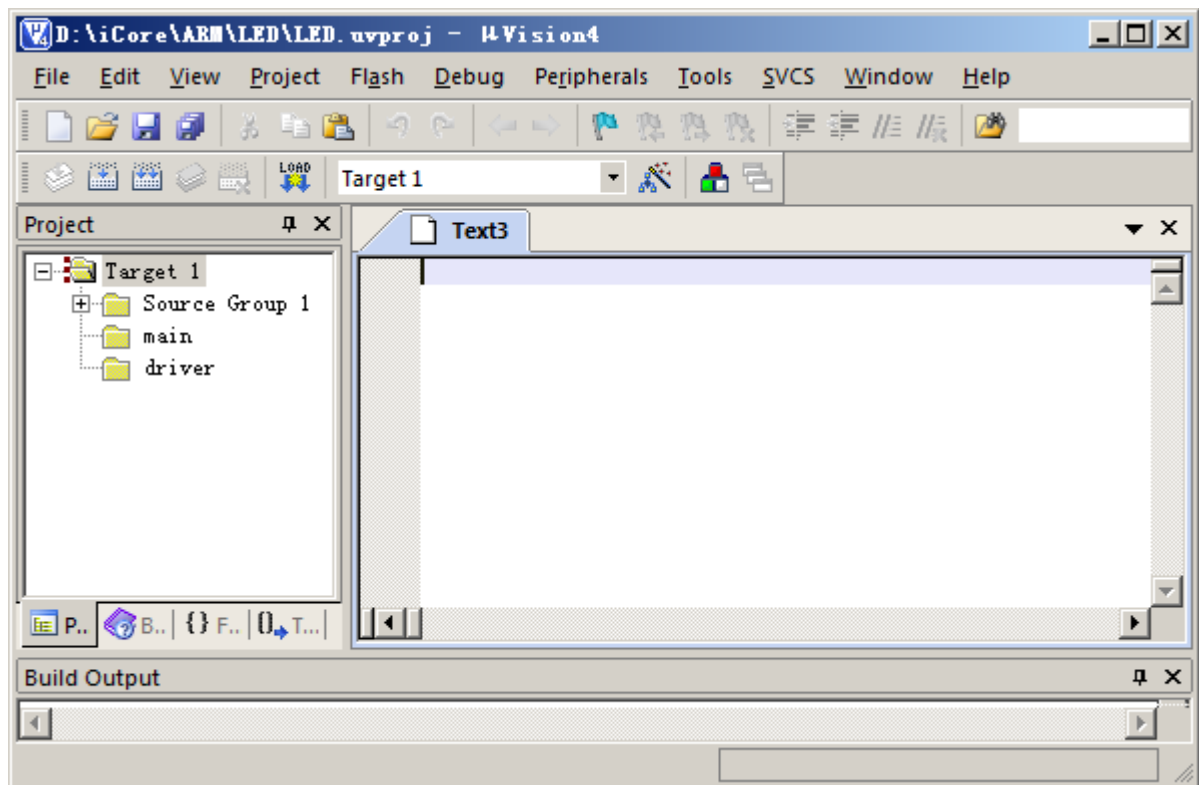 D:\iCore\ARM\LED\LED.uvproj - µVision4
File Edit View Project Flash Debug Peripherals Tools SVCS Window Help
LOAD Target 1
Project
Text3
Target 1
Source Group 1
main
driver
P.. B.. {} F.. 0 T...
Build Output